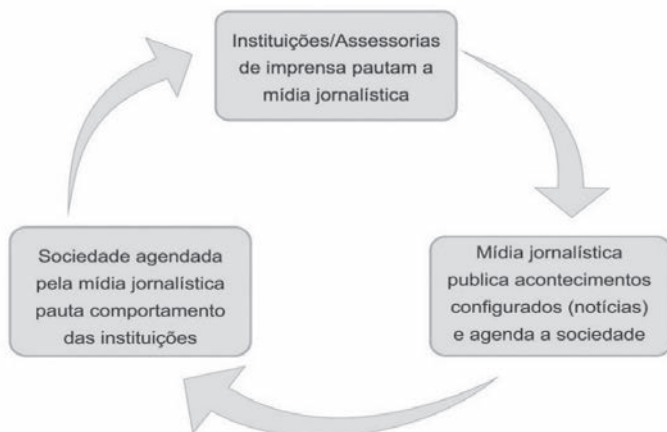 Instituições/Assessorias
de imprensa pautam a
mídia jornalística
Mídia jornalística
publica acontecimentos
configurados (notícias)
e agenda a sociedade
Sociedade agendada
pela mídia jornalística
pauta comportamento
das instituições